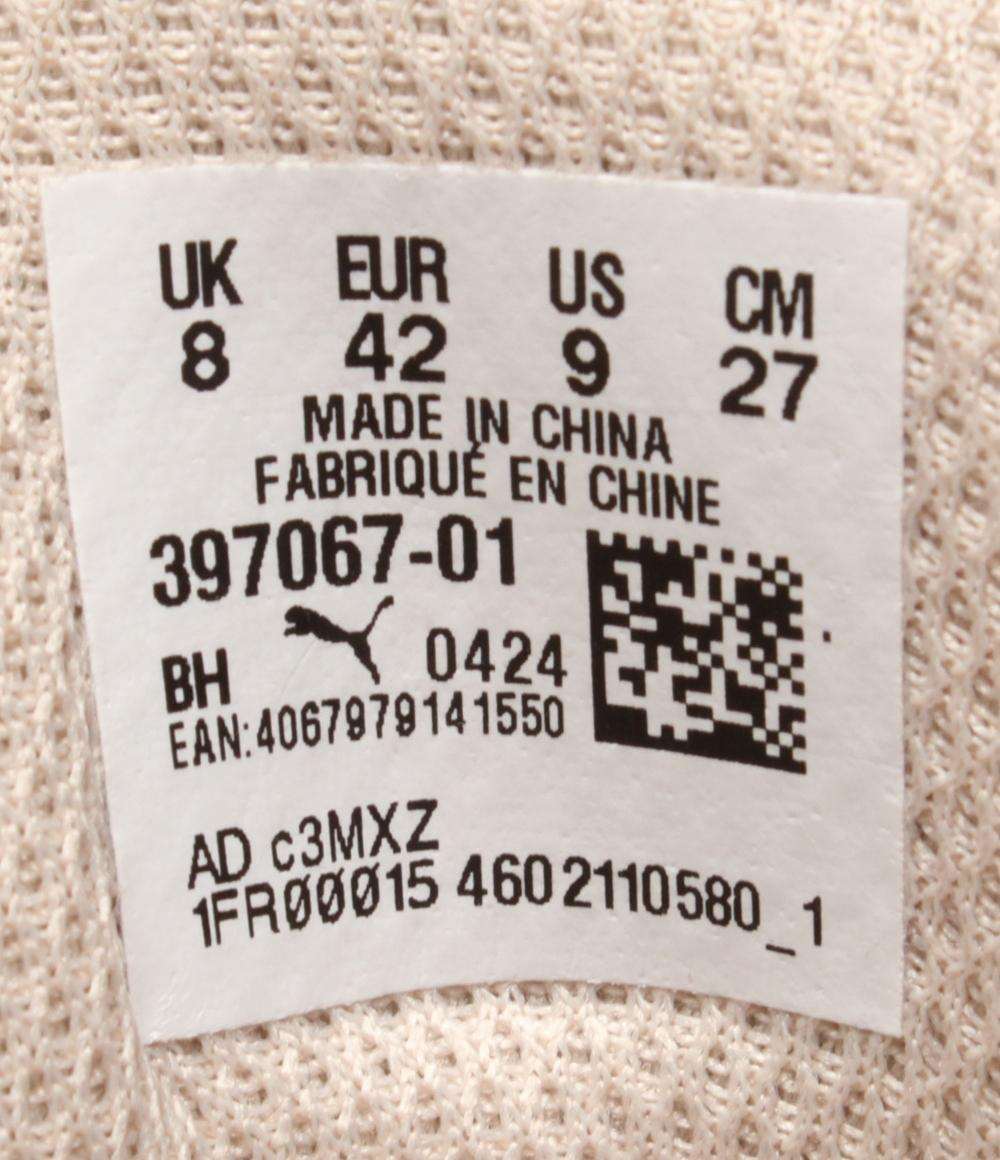 UK EUR US CM
8 42 9 27
MADE IN CHINA
FABRIQUÉ EN CHINE
397067-01
BH 0424
EAN:4067979141550
AD c3MXZ
1FR00015 4602110580_1